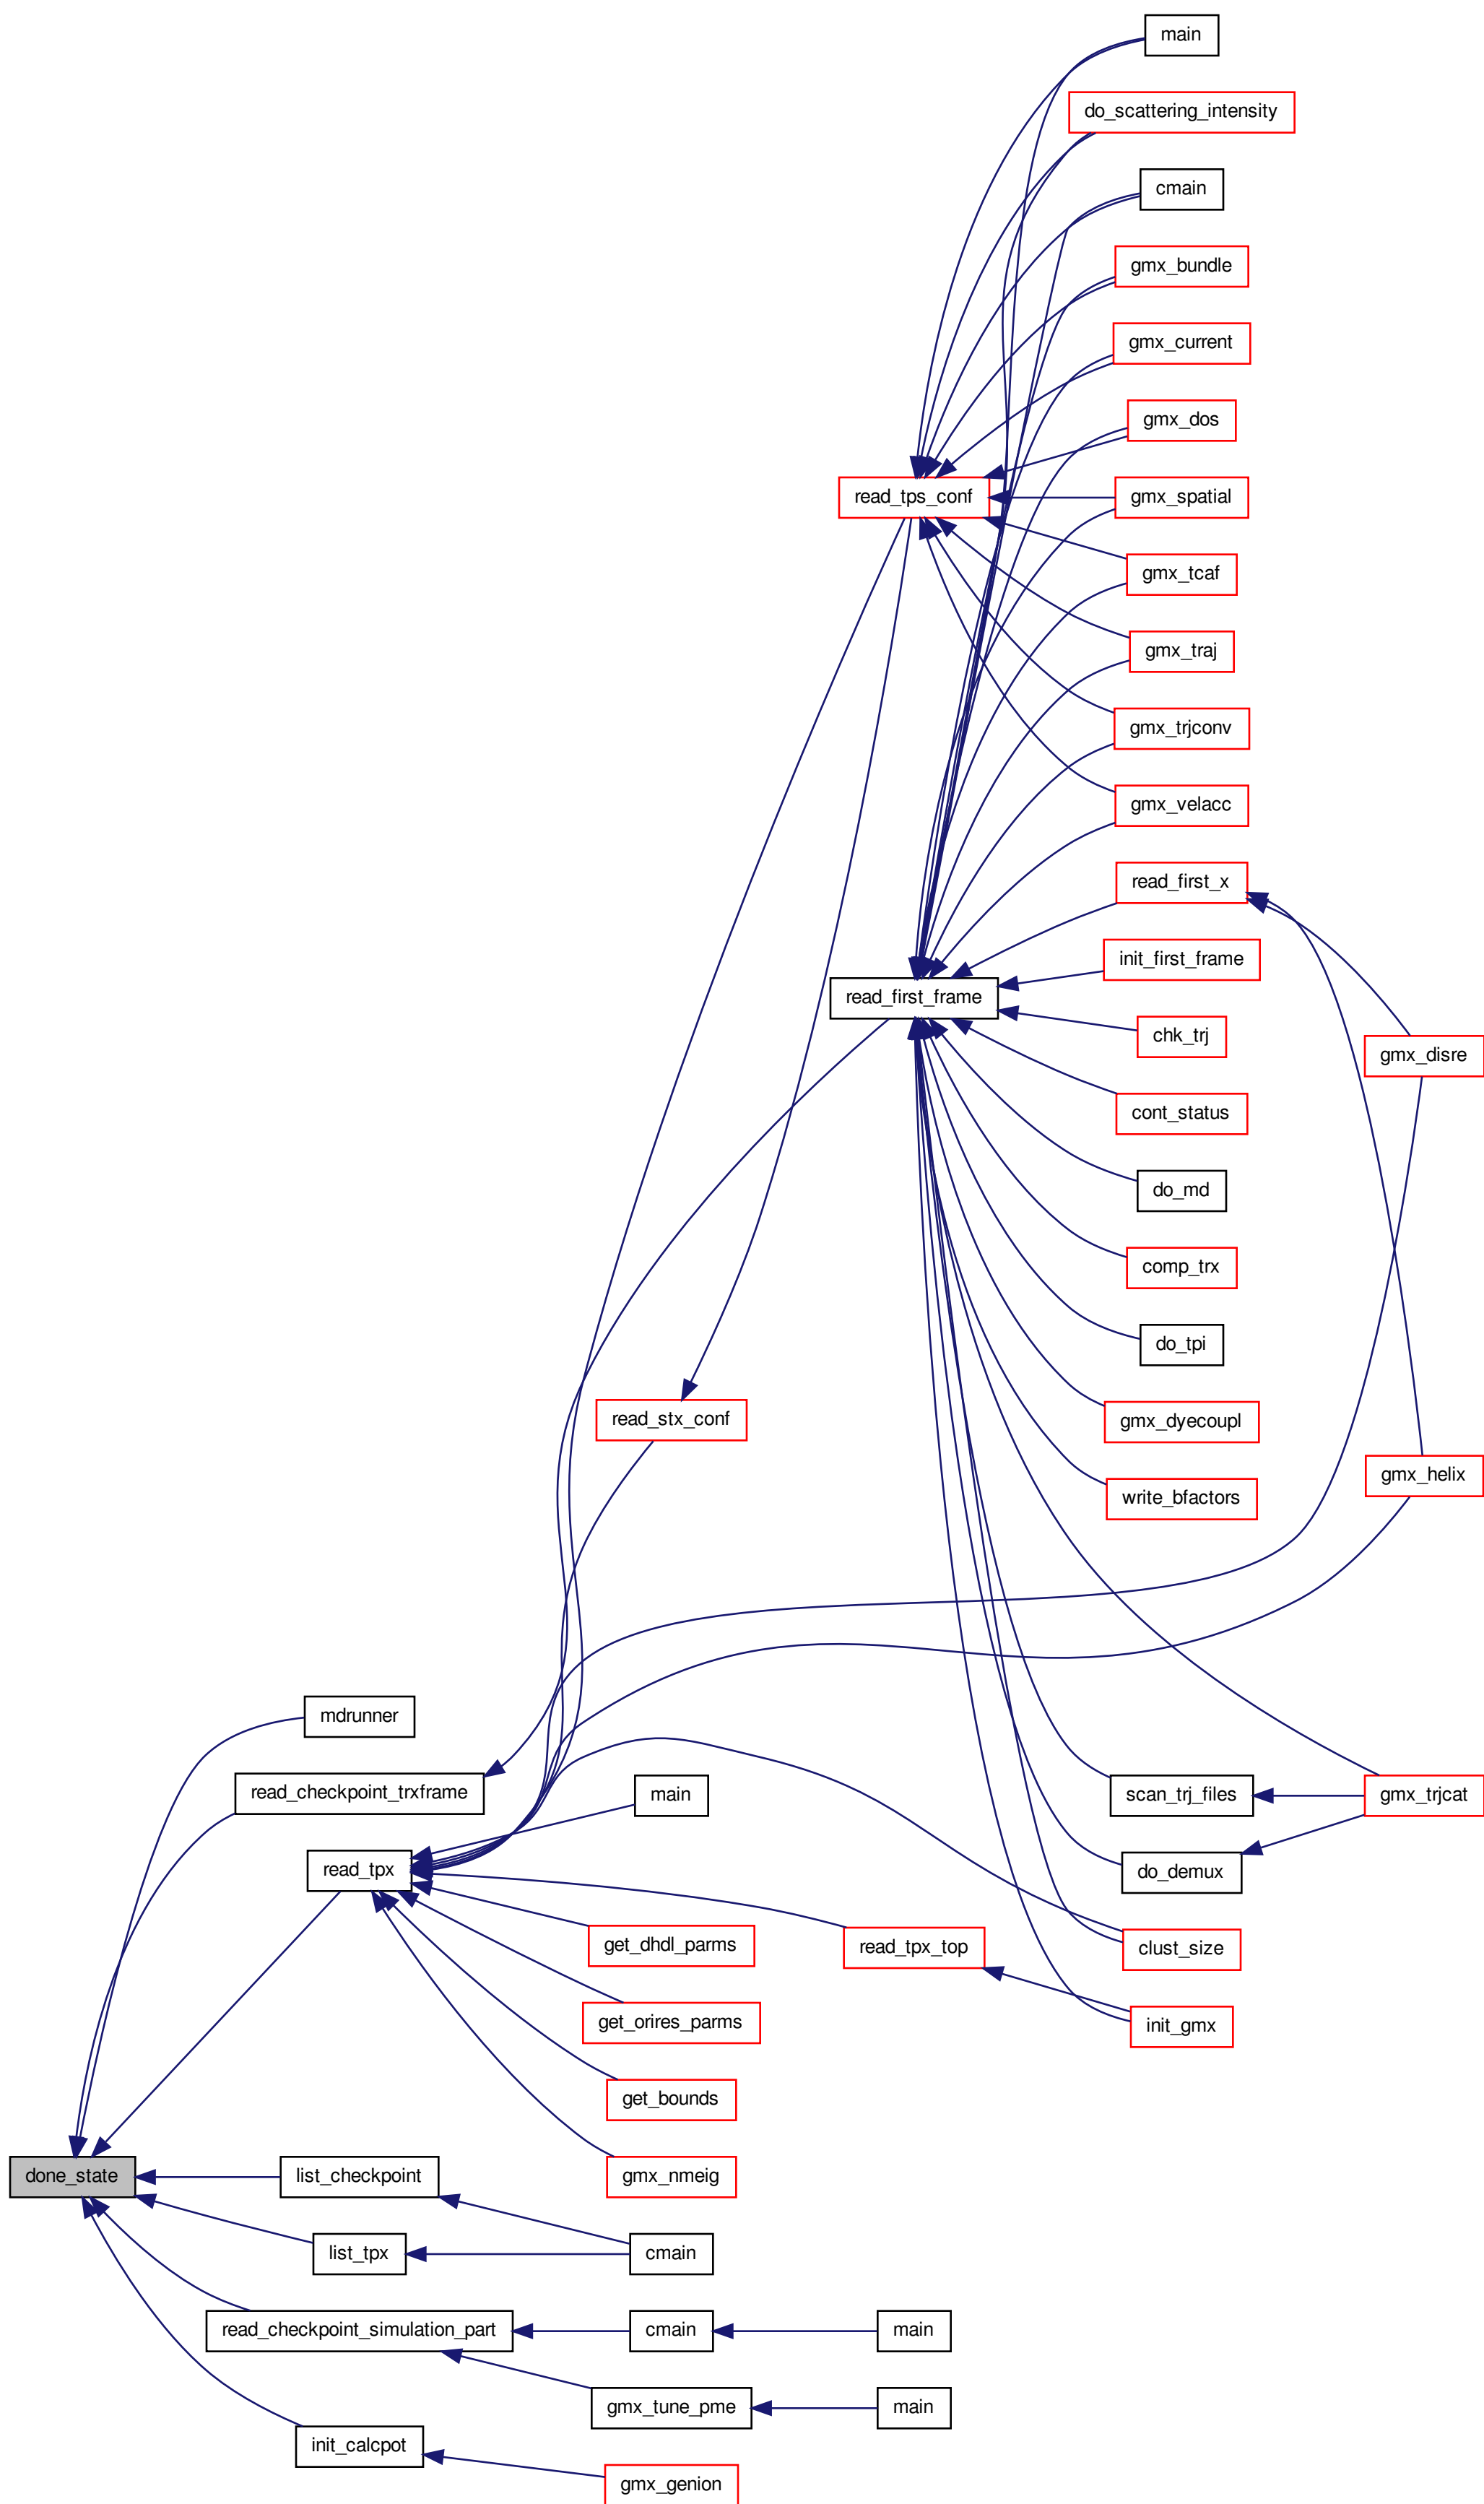 main
do_scattering_intensity
cmain
gmx_bundle
gmx_current
gmx_dos
read_tps_conf
gmx_spatial
gmx_tcaf
gmx_traj
gmx_trjconv
gmx_velacc
read_first_x
init_first_frame
read_first_frame
chk_trj
gmx_disre
cont_status
do_md
comp_trx
do_tpi
gmx_dyecoupl
read_stx_conf
gmx_helix
write_bfactors
mdrunner
read_checkpoint_trxframe
main
scan_trj_files
gmx_trjcat
read_tpx
do_demux
get_dhdl_parms
read_tpx_top
clust_size
get_orires_parms
init_gmx
get_bounds
done_state
list_checkpoint
gmx_nmeig
list_tpx
cmain
read_checkpoint_simulation_part
cmain
main
gmx_tune_pme
main
init_calcpot
gmx_genion